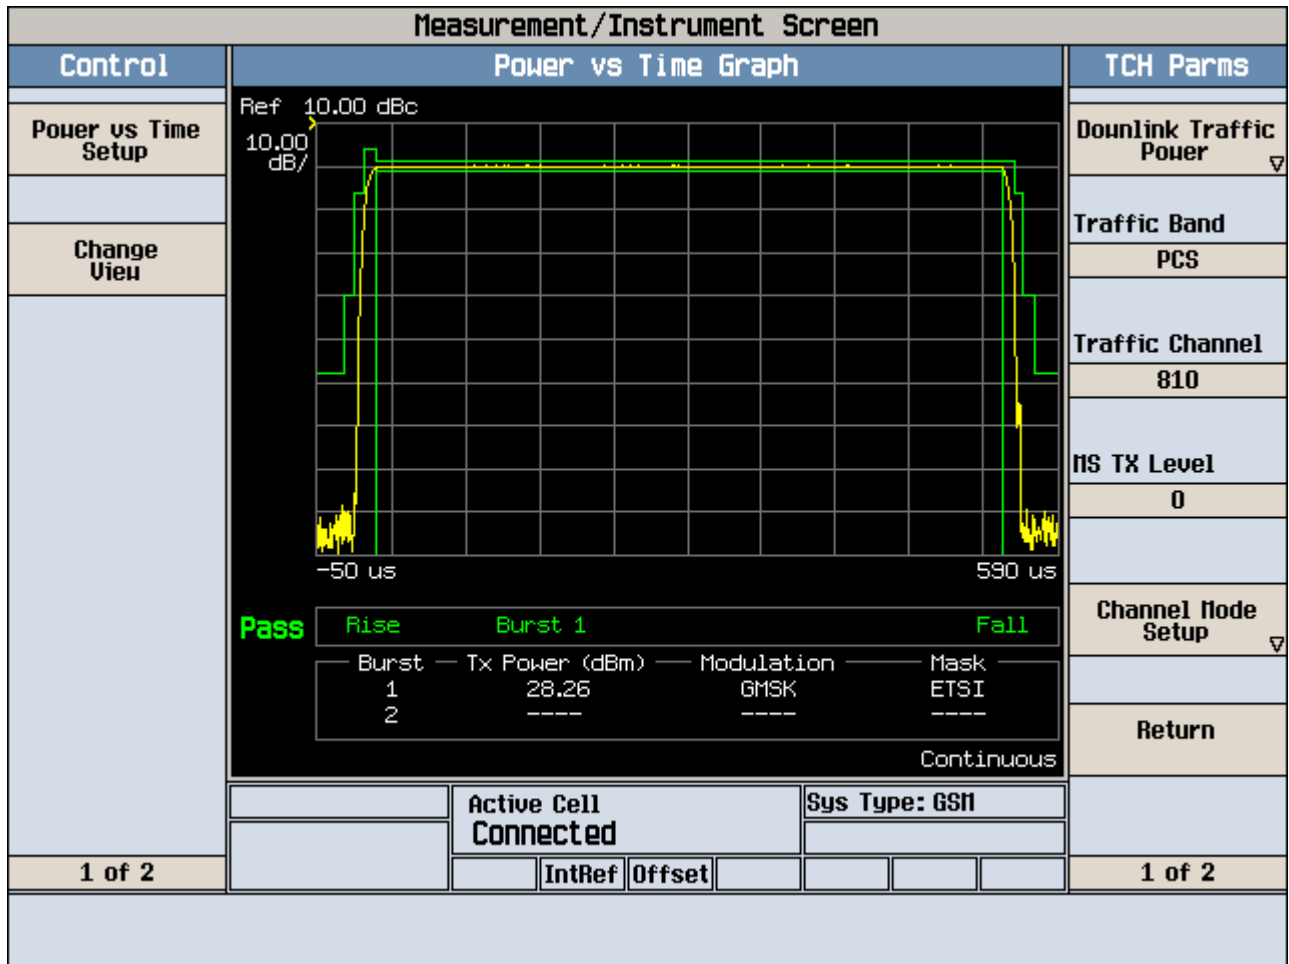 Measurement/Instrument Screen
Control
Power vs Time Graph
TCH Parms
Power vs Time
Setup
Change
View
1 of 2
Ref 10.00 dBc
10.00
dB/
-50 us
590 us
Pass
Rise
Burst 1
Fall
Burst
Tx Power (dBm)
Modulation
Mask
1
28.26
GMSK
ETSI
2
----
----
----
Continuous
Active Cell
Connected
Sys Type: GSM
IntRef
Offset
Downlink Traffic
Power
Traffic Band
PCS
Traffic Channel
810
MS TX Level
0
Channel Mode
Setup
Return
1 of 2